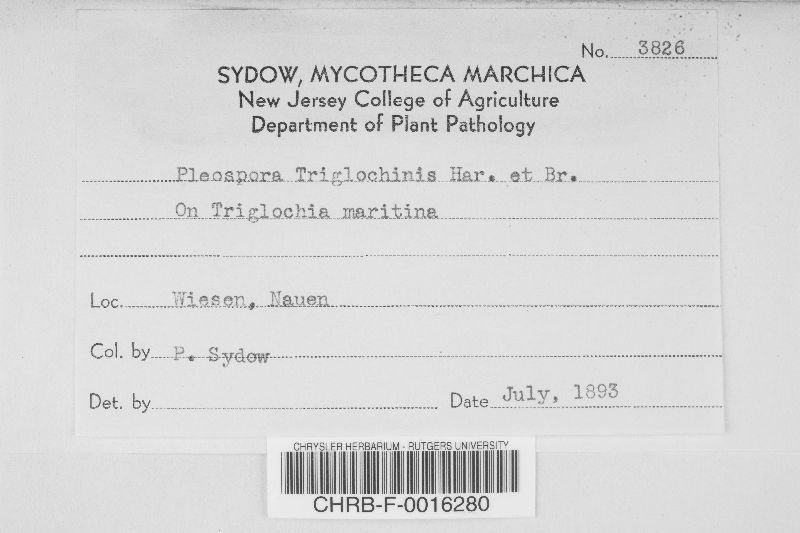 No. 3826
SYDOW, MYCOTHECA MARCHICA
New Jersey College of Agriculture
Department of Plant Pathology
Pleospora Triglochinis Har. et Br.
On Triglochia maritina
Loc. Wiesen, Nauen
Col. by P. Sydow
Det. by
Date July, 1893
CHRYSLER HERBARIUM - RUTGERS UNIVERSITY
CHRB-F-0016280